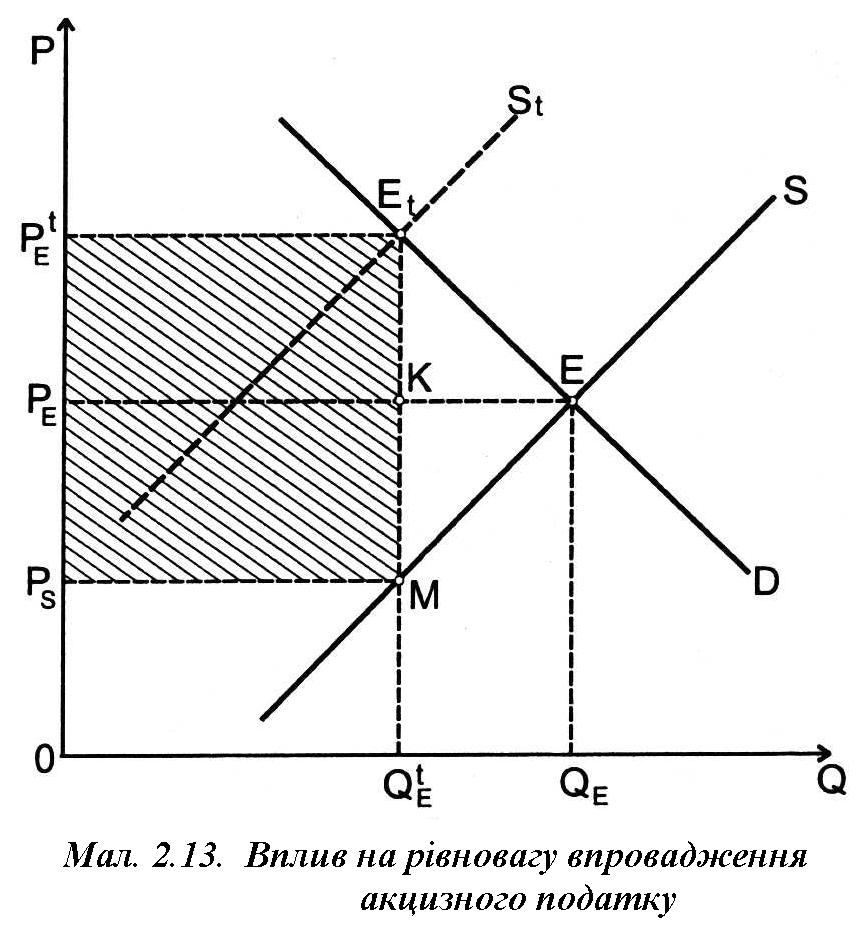 P
S_t
S
E_t
P_E^t
K
E
P_E
P_S
M
D
0
Q_E^t
Q_E
Q
Мал. 2.13. Вплив на рівновагу впровадження
акцизного податку